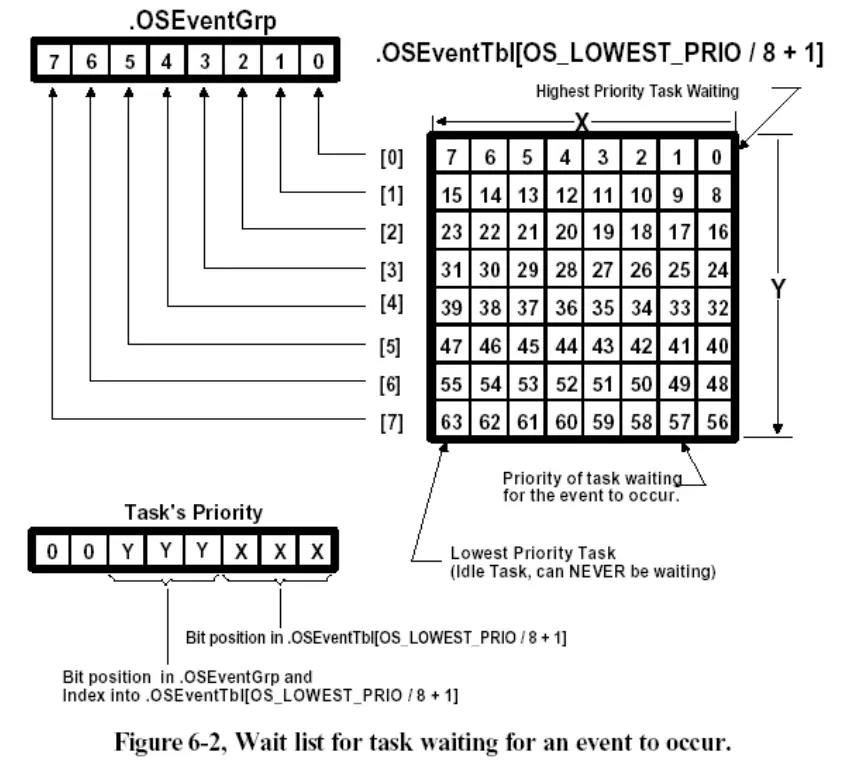 .OSEventGrp
7 6 5 4 3 2 1 0
.OSEventTbl[OS_LOWEST_PRIO / 8 + 1]
Highest Priority Task Waiting
X
[0] 7 6 5 4 3 2 1 0
[1] 15 14 13 12 11 10 9 8
[2] 23 22 21 20 19 18 17 16
[3] 31 30 29 28 27 26 25 24
[4] 39 38 37 36 35 34 33 32
[5] 47 46 45 44 43 42 41 40
[6] 55 54 53 52 51 50 49 48
[7] 63 62 61 60 59 58 57 56
Y
Priority of task waiting
for the event to occur.
Lowest Priority Task
(Idle Task, can NEVER be waiting)
Task's Priority
0 0 Y Y Y X X X
Bit position in .OSEventTbl[OS_LOWEST_PRIO / 8 + 1]
Bit position in .OSEventGrp and
Index into .OSEventTbl[OS_LOWEST_PRIO / 8 + 1]
Figure 6-2, Wait list for task waiting for an event to occur.